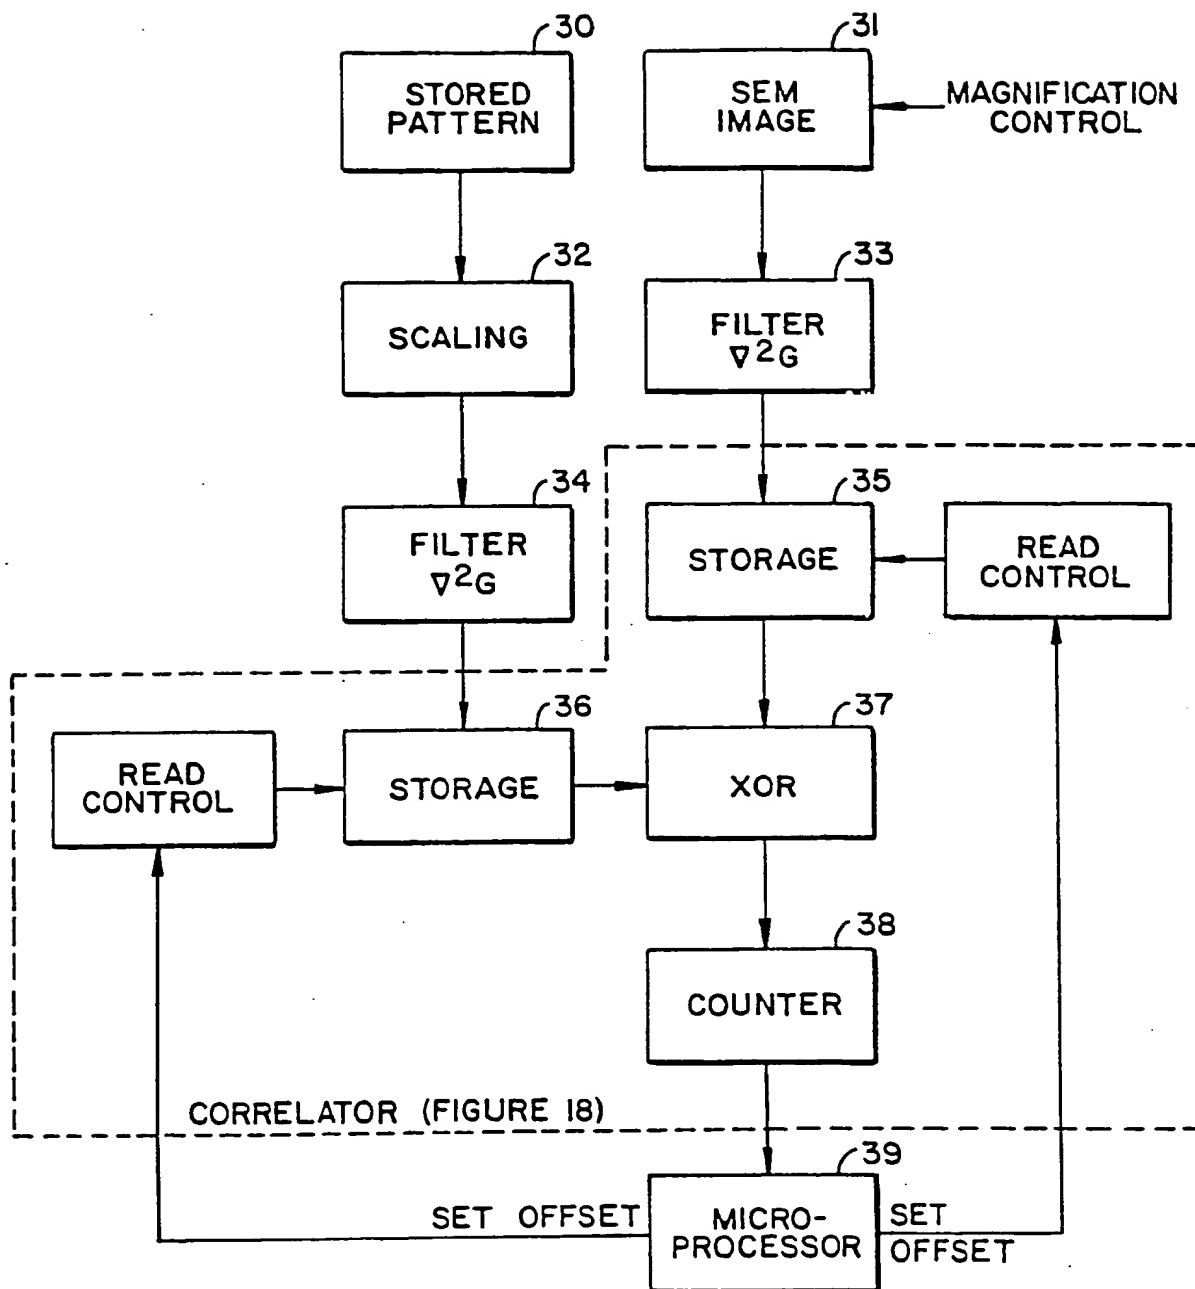 30
STORED
PATTERN
31
SEM
IMAGE
MAGNIFICATION
CONTROL
32
SCALING
33
FILTER
∇²G
34
FILTER
∇²G
35
STORAGE
READ
CONTROL
READ
CONTROL
36
STORAGE
37
XOR
38
COUNTER
CORRELATOR (FIGURE 18)
39
MICRO-
PROCESSOR
SET OFFSET
SET
OFFSET